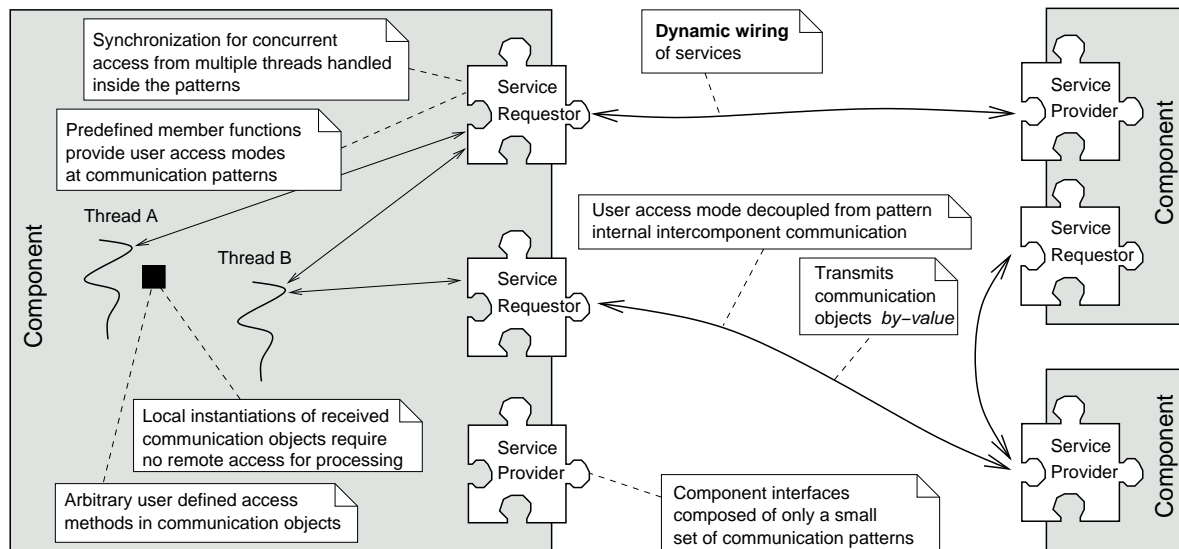 Synchronization for concurrent
access from multiple threads handled
inside the patterns
Predefined member functions
provide user access modes
at communication patterns
Thread A
Thread B
Component
Service
Requestor
Service
Requestor
Service
Provider
Local instantiations of received
communication objects require
no remote access for processing
Arbitrary user defined access
methods in communication objects
Dynamic wiring
of services
User access mode decoupled from pattern
internal intercomponent communication
Transmits
communication
objects by−value
Component interfaces
composed of only a small
set of communication patterns
Service
Provider
Service
Requestor
Component
Service
Provider
Component